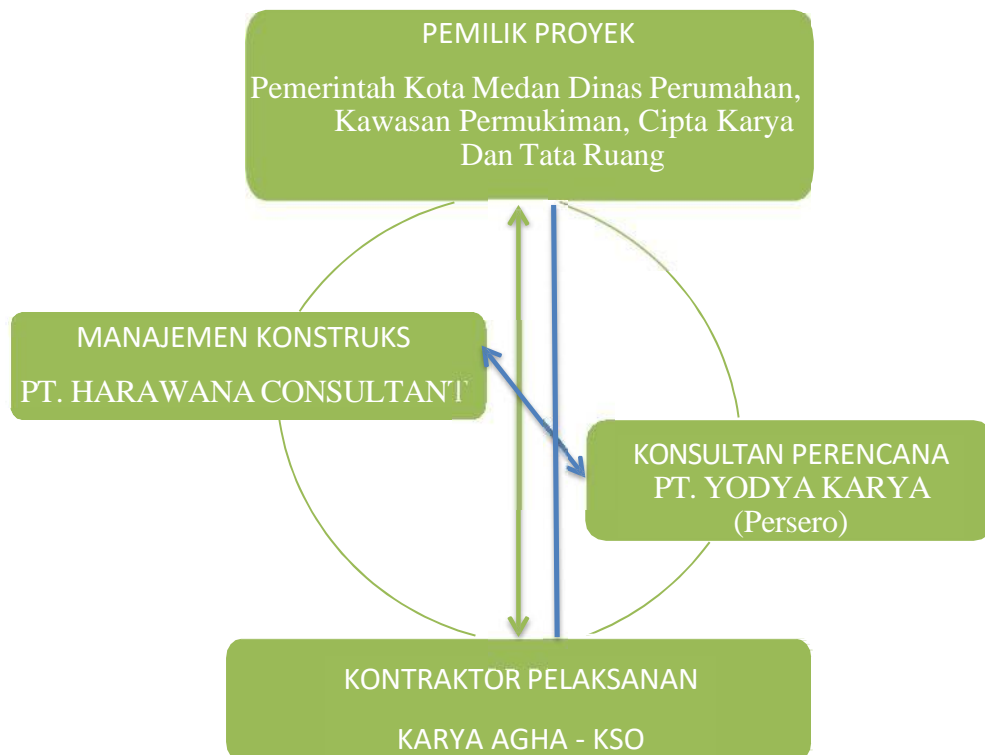 PEMILIK PROYEK
Pemerintah Kota Medan Dinas Perumahan,
Kawasan Permukiman, Cipta Karya
Dan Tata Ruang
MANAJEMEN KONSTRUKS
PT. HARAWANA CONSULTANT
KONSULTAN PERENCANA
PT. YODYA KARYA
(Persero)
KONTRAKTOR PELAKSANAN
KARYA AGHA - KSO